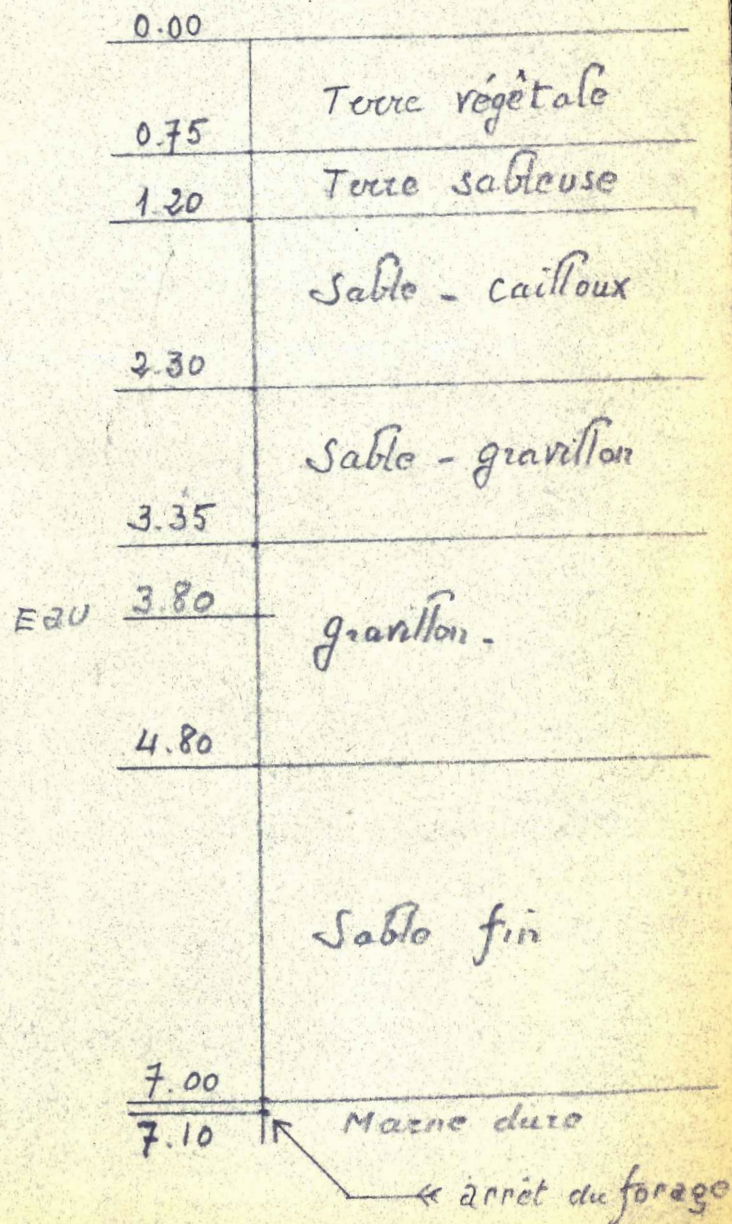 0.00
Terre végêtale
0.75
Terre sableuse
1.20
Sable - cailloux
2.30
Sable - gravillon
3.35
Eau 3.80
gravillon.
4.80
Sable fin
7.00
Marne dure
7.10
arrêt du forage